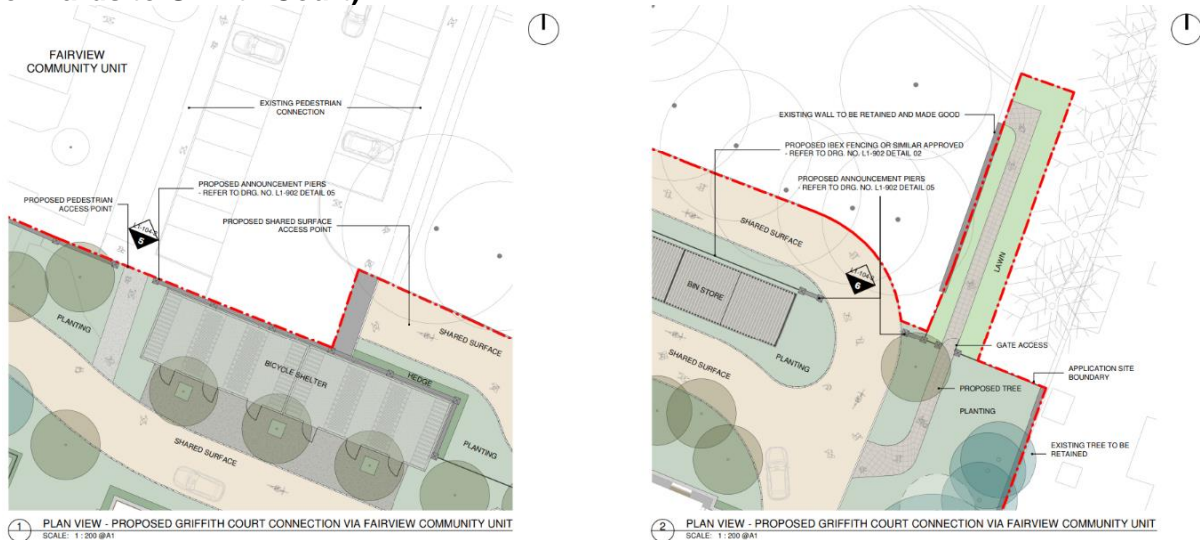 FAIRVIEW
COMMUNITY UNIT
EXISTING PEDESTRIAN
CONNECTION
PROPOSED ANNOUNCEMENT PIERS
- REFER TO DRG. NO. L1-902 DETAIL 05
PROPOSED PEDESTRIAN
ACCESS POINT
5
PROPOSED SHARED SURFACE
ACCESS POINT
PLANTING
SHARED SURFACE
BICYCLE SHELTER
HEDGE
PLANTING
SHARED SURFACE
1 PLAN VIEW - PROPOSED GRIFFITH COURT CONNECTION VIA FAIRVIEW COMMUNITY UNIT
SCALE: 1 : 200 @A1
EXISTING WALL TO BE RETAINED AND MADE GOOD
PROPOSED IBEX FENCING OR SIMILAR APPROVED
- REFER TO DRG. NO. L1-902 DETAIL 02
PROPOSED ANNOUNCEMENT PIERS
- REFER TO DRG. NO. L1-902 DETAIL 05
SHARED SURFACE
6
BIN STORE
LAWN
PLANTING
SHARED SURFACE
GATE ACCESS
APPLICATION SITE
BOUNDARY
PROPOSED TREE
PLANTING
EXISTING TREE TO BE
RETAINED
2 PLAN VIEW - PROPOSED GRIFFITH COURT CONNECTION VIA FAIRVIEW COMMUNITY UNIT
SCALE: 1 : 200 @A1